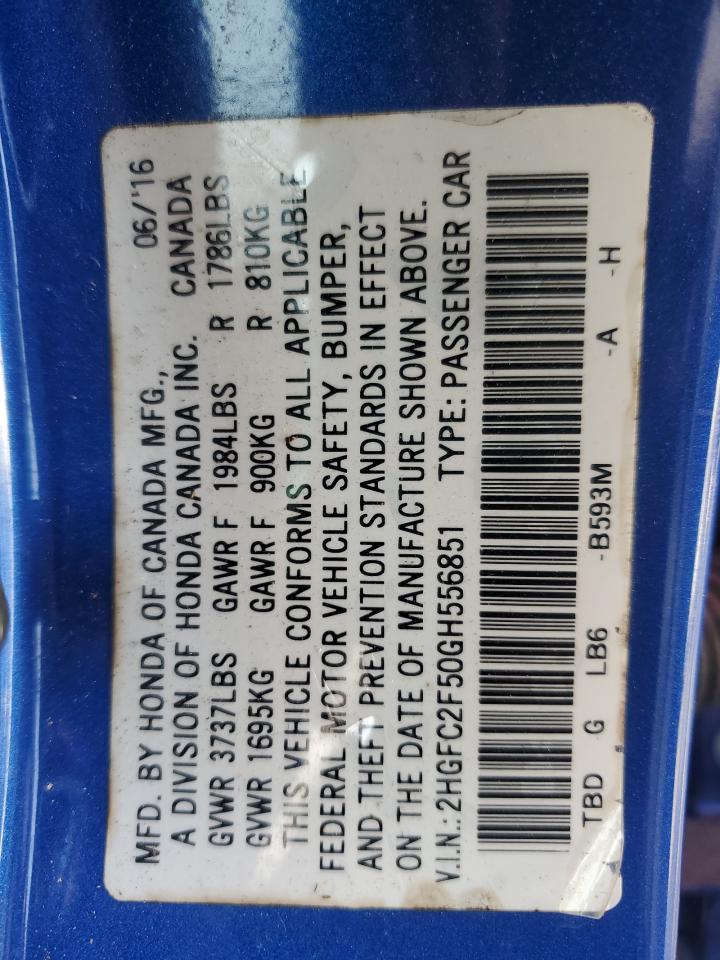 MFD. BY HONDA OF CANADA MFG., 06/'16
A DIVISION OF HONDA CANADA INC. CANADA
GVWR 3737LBS GAWR F 1984LBS R 1786LBS
GVWR 1695KG GAWR F 900KG R 810KG
THIS VEHICLE CONFORMS TO ALL APPLICABLE
FEDERAL MOTOR VEHICLE SAFETY, BUMPER,
AND THEFT PREVENTION STANDARDS IN EFFECT
ON THE DATE OF MANUFACTURE SHOWN ABOVE.
V.I.N.: 2HGFC2F50GH556851 TYPE: PASSENGER CAR
TBD G LB6 -B593M -A -H